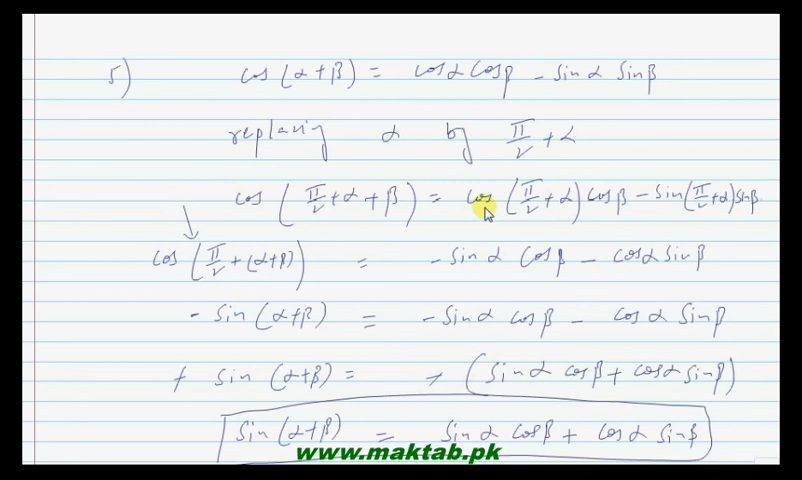 5) cos (α+β) = cosα cosβ - sinα sinβ
replacing α by π/2 + α
cos (π/2 + α + β) = cos (π/2 + α) cosβ - sin(π/2 + α) sinβ
cos (π/2 + (α+β)) = - sinα cosβ - cosα sinβ
- sin (α+β) = - sinα cosβ - cosα sinβ
+ sin (α+β) = + (sinα cosβ + cosα sinβ)
sin (α+β) = sinα cosβ + cosα sinβ
www.maktab.pk